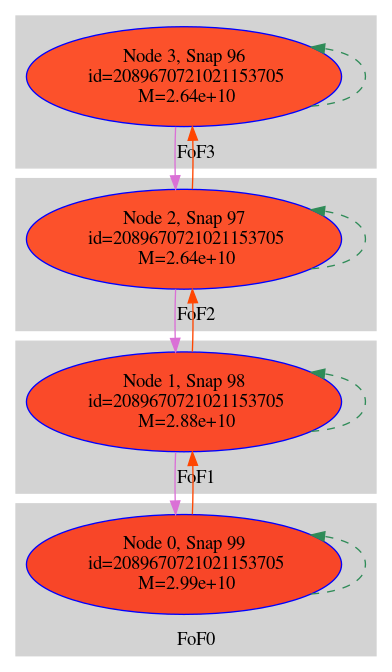 Node 3, Snap 96
id=2089670721021153705
M=2.64e+10
FoF3
Node 2, Snap 97
id=2089670721021153705
M=2.64e+10
FoF2
Node 1, Snap 98
id=2089670721021153705
M=2.88e+10
FoF1
Node 0, Snap 99
id=2089670721021153705
M=2.99e+10
FoF0